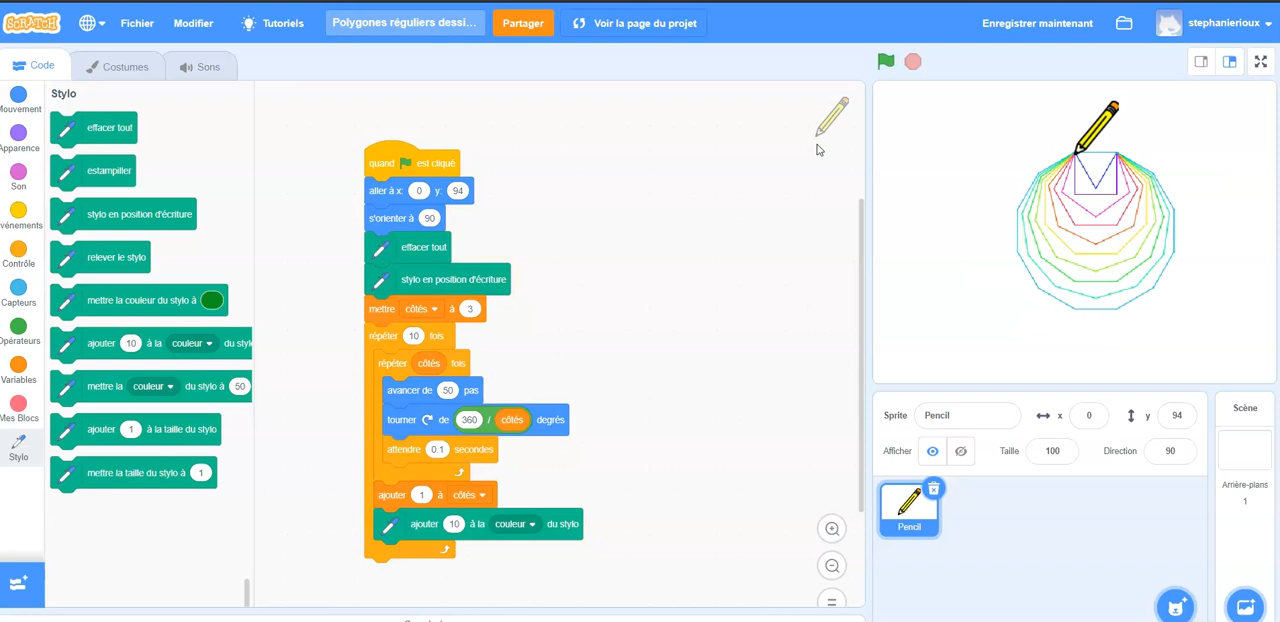 SCRATCH Fichier Modifier Tutoriels Polygones réguliers dessi... Partager Voir la page du projet Enregistrer maintenant stephanierioux
Code Costumes Sons
Stylo
Mouvement
Apparence
Son
Contrôle
Capteurs
Opérateurs
Variables
Mes Blocs
Stylo
effacer tout
estampiller
stylo en position d'écriture
relever le stylo
mettre la couleur du stylo à
ajouter 10 à la couleur du stylo
mettre la couleur du stylo à 50
ajouter 1 à la taille du stylo
mettre la taille du stylo à 1
quand est cliqué
aller à x: 0 y: 94
s'orienter à 90
effacer tout
stylo en position d'écriture
mettre côtés à 3
répéter 10 fois
répéter côtés fois
avancer de 50 pas
tourner de 360 / côtés degrés
attendre 0.1 secondes
ajouter 1 à côtés
ajouter 10 à la couleur du stylo
Sprite Pencil x 0 y 94
Afficher Taille 100 Direction 90
Pencil
Scène
Arrière-plans
1